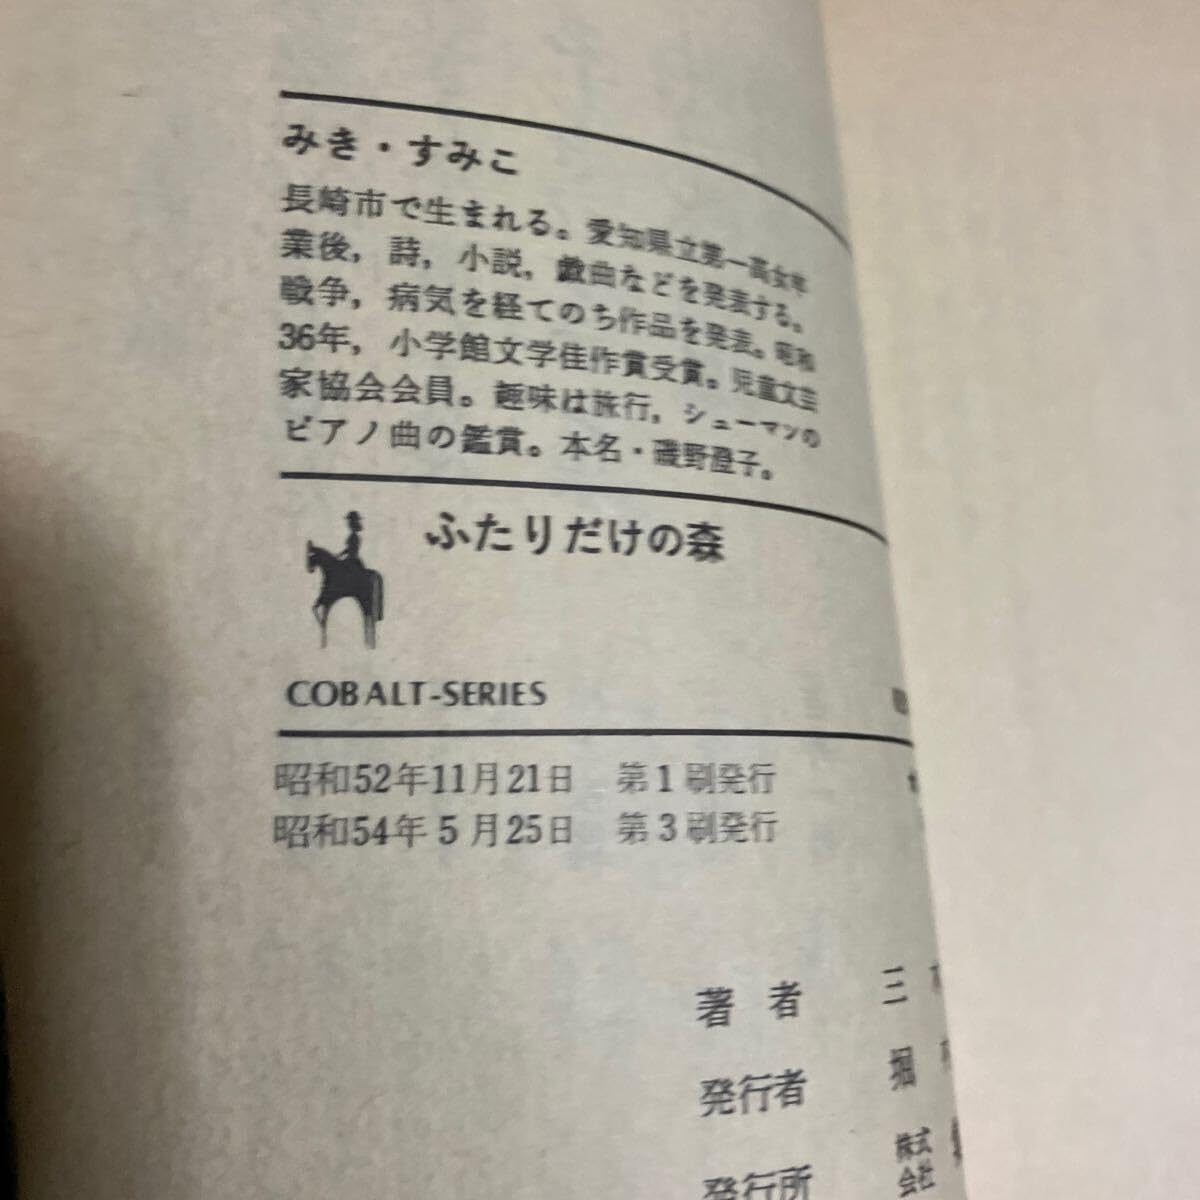 みき・すみこ
長崎市で生まれる。愛知県立第一高女卒
業後，詩，小説，戯曲などを発表する。
戦争，病気を経てのち作品を発表。昭和
36年，小学館文学佳作賞受賞。児童文芸
家協会会員。趣味は旅行，シューマンの
ピアノ曲の鑑賞。本名・磯野澄子。
ふたりだけの森
COBALT-SERIES
昭和52年11月21日 第1刷発行
昭和54年5月25日 第3刷発行
著者 三
発行者 堀
発行所 株式会社